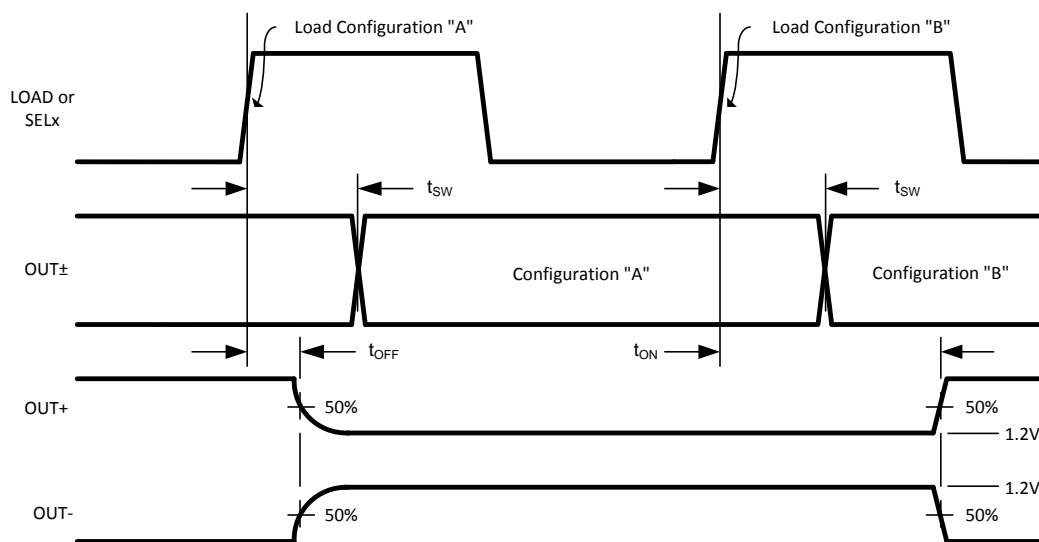 Load Configuration "A"
Load Configuration "B"
LOAD or
SELx
tSW
tSW
OUT±
Configuration "A"
Configuration "B"
tOFF
tON
OUT+
50%
50%
1.2V
1.2V
OUT-
50%
50%